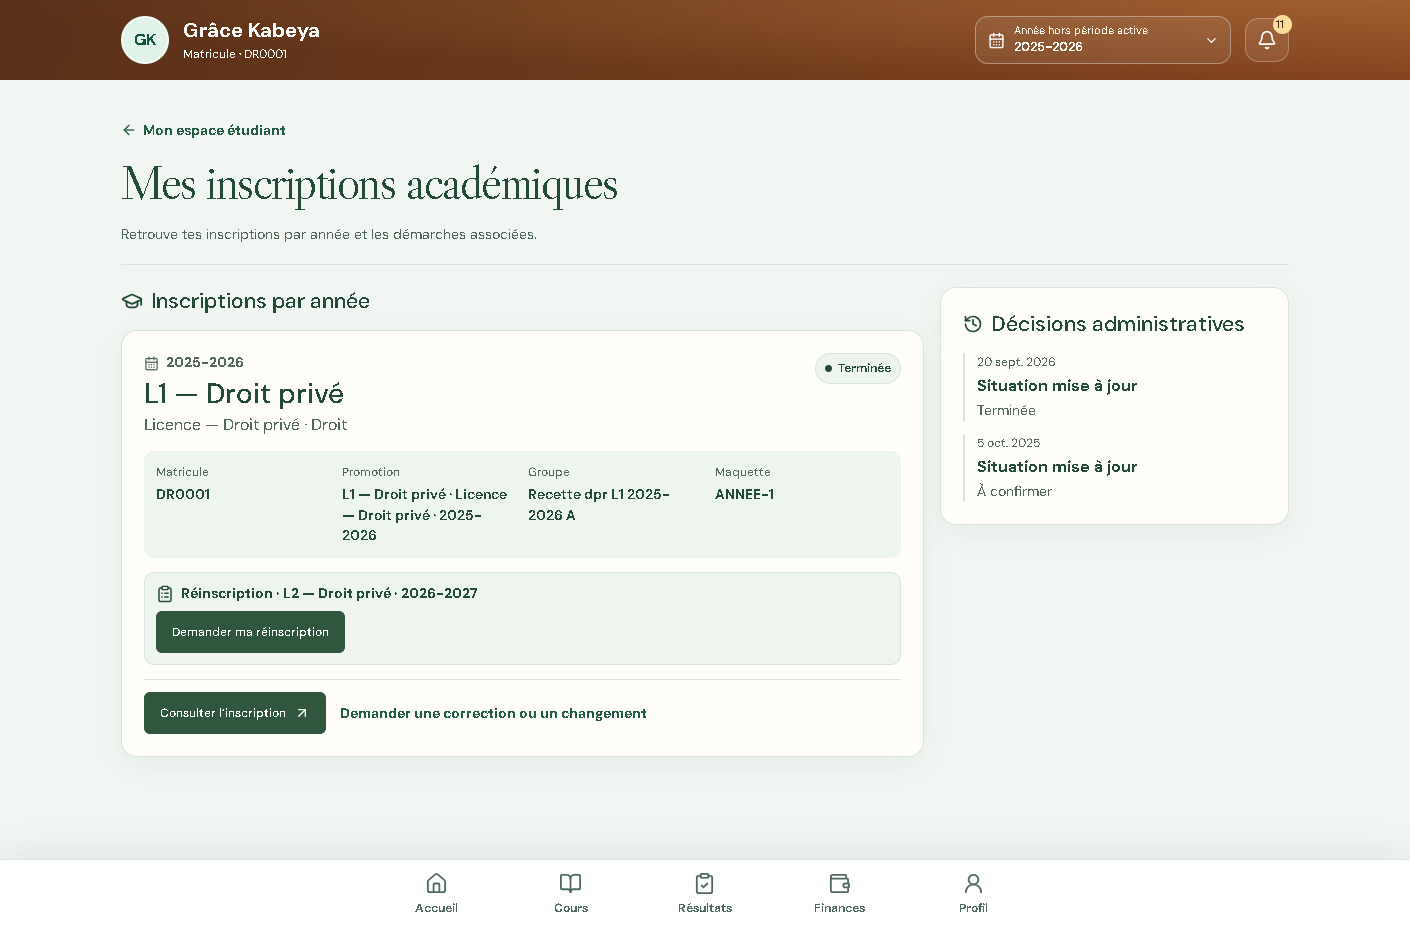 GK
Grâce Kabeya
Matricule · DR0001
Année hors période active
2025-2026
11
Mon espace étudiant
Mes inscriptions académiques
Retrouve tes inscriptions par année et les démarches associées.
Inscriptions par année
2025-2026
Terminée
L1 — Droit privé
Licence — Droit privé · Droit
Matricule
DR0001
Promotion
L1 — Droit privé · Licence
— Droit privé · 2025-
2026
Groupe
Recette dpr L1 2025-
2026 A
Maquette
ANNEE-1
Réinscription · L2 — Droit privé · 2026-2027
Demander ma réinscription
Consulter l'inscription
Demander une correction ou un changement
Décisions administratives
20 sept. 2026
Situation mise à jour
Terminée
5 oct. 2025
Situation mise à jour
À confirmer
Accueil
Cours
Résultats
Finances
Profil